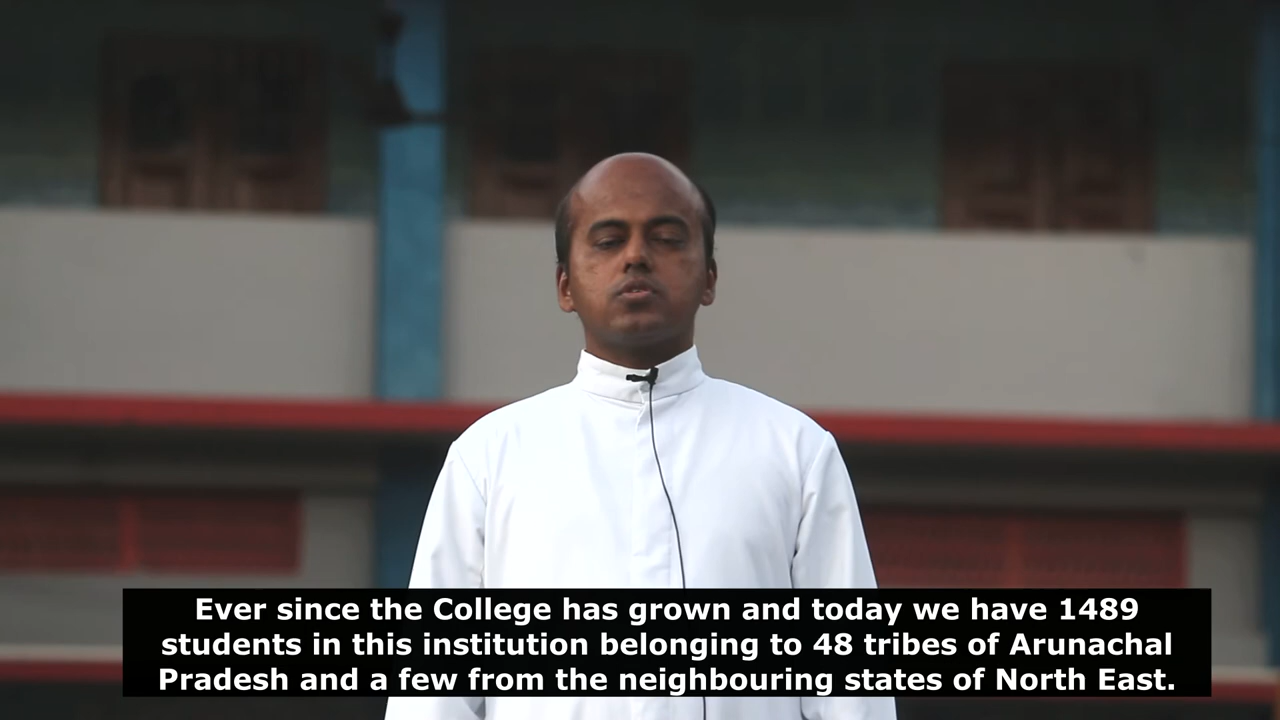 Ever since the College has grown and today we have 1489
students in this institution belonging to 48 tribes of Arunachal
Pradesh and a few from the neighbouring states of North East.